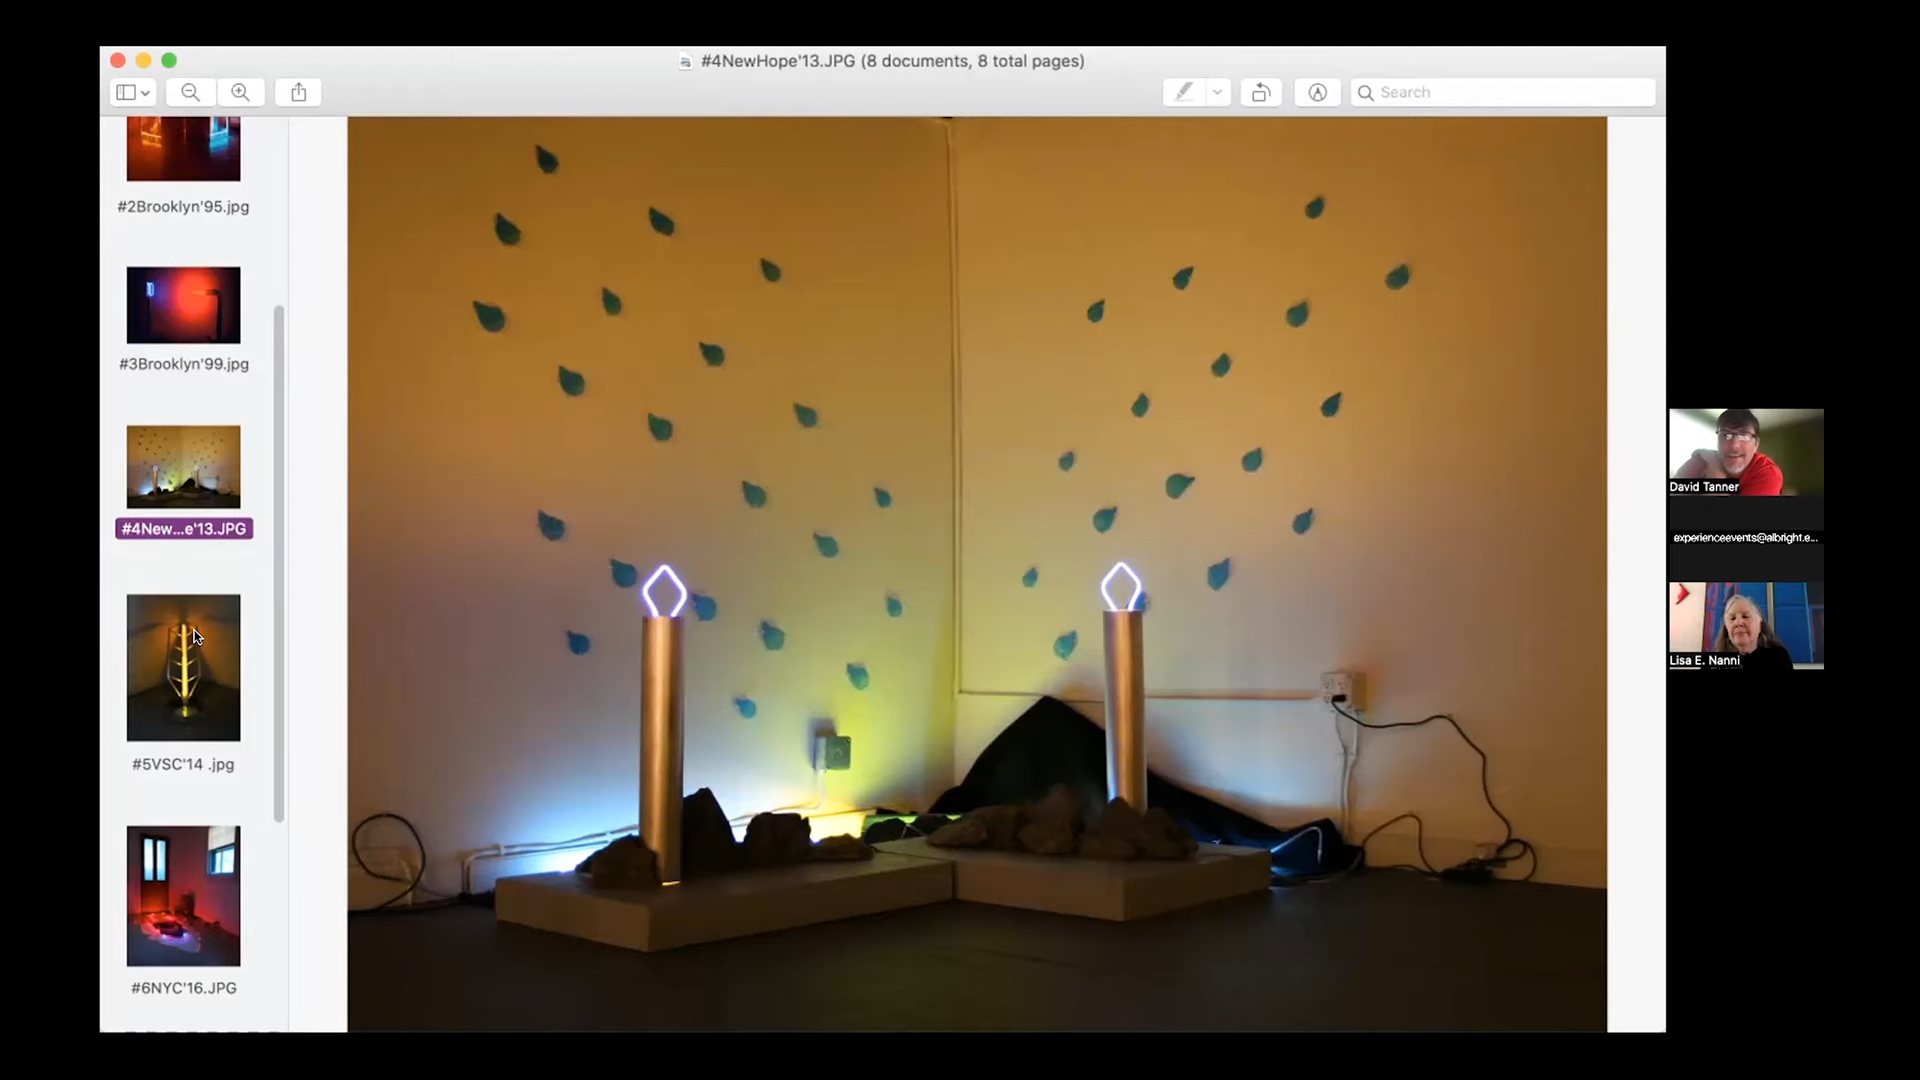 #4NewHope'13.JPG (8 documents, 8 total pages)
Search
#2Brooklyn'95.jpg
#3Brooklyn'99.jpg
#4New...e'13.JPG
#5VSC'14 .jpg
#6NYC'16.JPG
David Tanner
experienceevents@albright.e...
Lisa E. Nanni